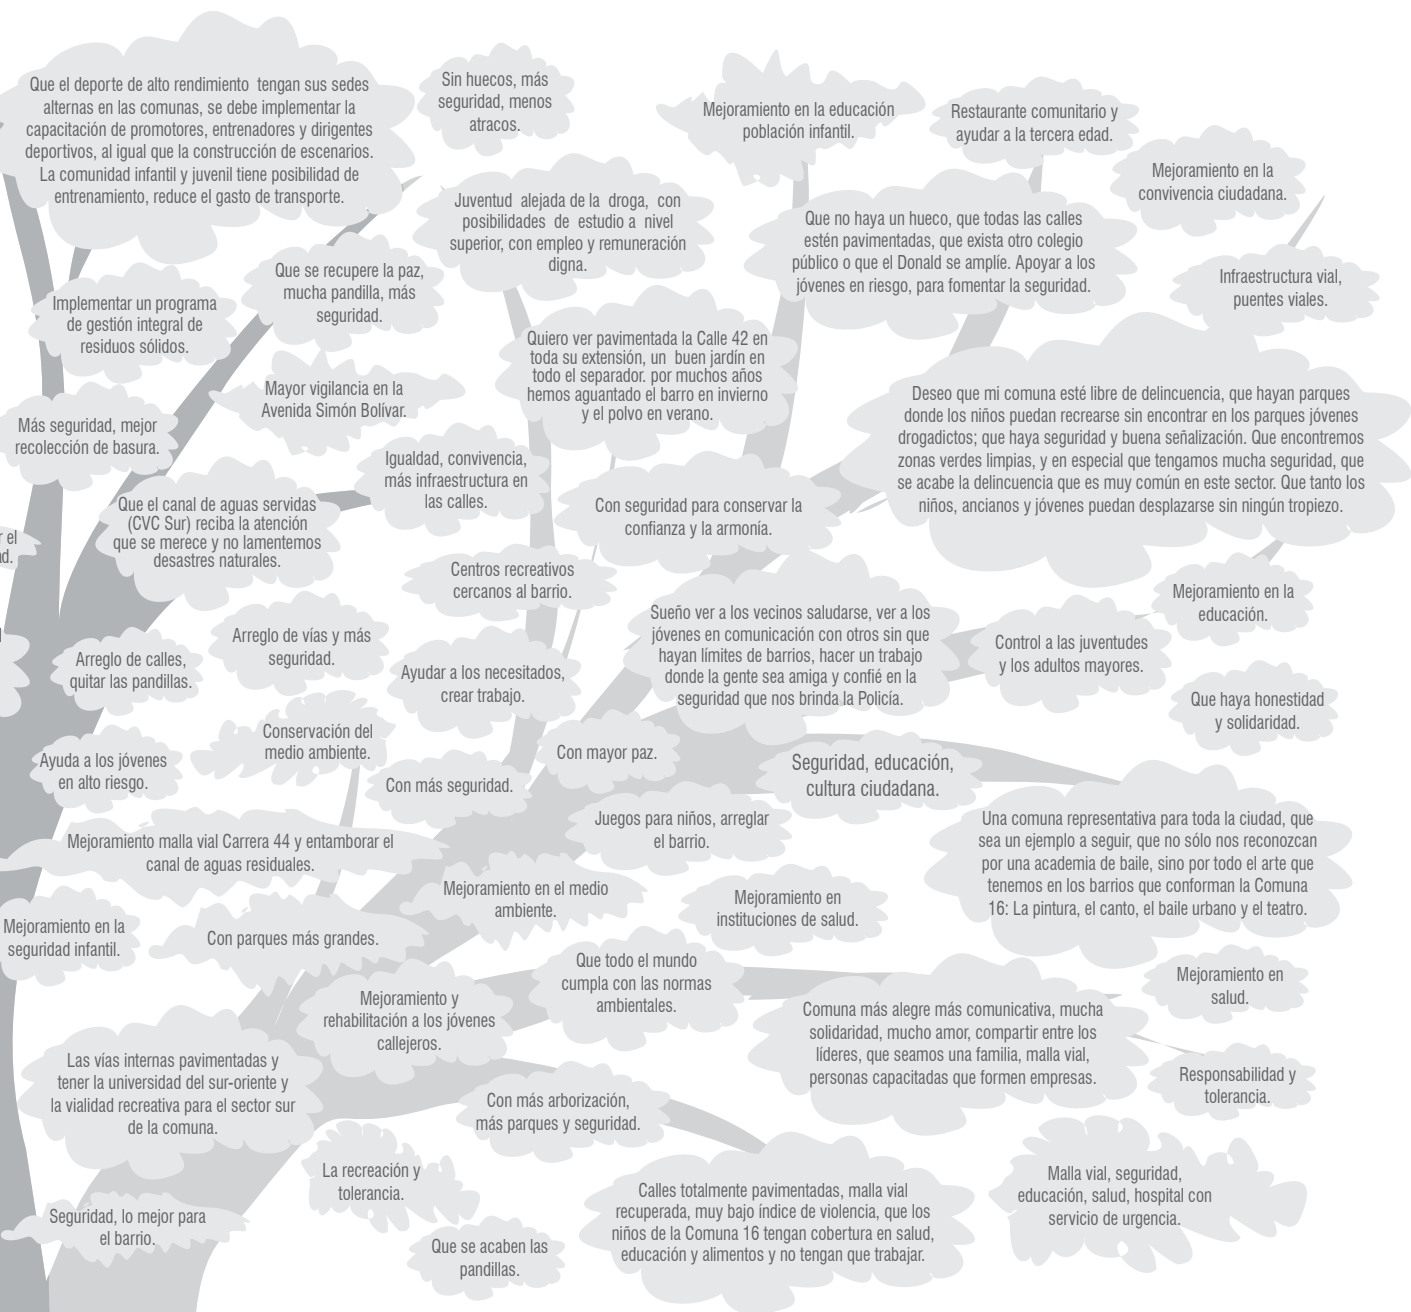 Que el deporte de alto rendimiento tengan sus sedes
alternas en las comunas, se debe implementar la
capacitación de promotores, entrenadores y dirigentes
deportivos, al igual que la construcción de escenarios.
La comunidad infantil y juvenil tiene posibilidad de
entrenamiento, reduce el gasto de transporte.
Sin huecos, más
seguridad, menos
atracos.
Mejoramiento en la educación
población infantil.
Restaurante comunitario y
ayudar a la tercera edad.
Mejoramiento en la
convivencia ciudadana.
Juventud alejada de la droga, con
posibilidades de estudio a nivel
superior, con empleo y remuneración
digna.
Que no haya un hueco, que todas las calles
estén pavimentadas, que exista otro colegio
público o que el Donald se amplíe. Apoyar a los
jóvenes en riesgo, para fomentar la seguridad.
Infraestructura vial,
puentes viales.
Que se recupere la paz,
mucha pandilla, más
seguridad.
Implementar un programa
de gestión integral de
residuos sólidos.
Quiero ver pavimentada la Calle 42 en
toda su extensión, un buen jardín en
todo el separador. por muchos años
hemos aguantado el barro en invierno
y el polvo en verano.
Mayor vigilancia en la
Avenida Simón Bolívar.
Deseo que mi comuna esté libre de delincuencia, que hayan parques
donde los niños puedan recrearse sin encontrar en los parques jóvenes
drogadictos; que haya seguridad y buena señalización. Que encontremos
zonas verdes limpias, y en especial que tengamos mucha seguridad, que
se acabe la delincuencia que es muy común en este sector. Que tanto los
niños, ancianos y jóvenes puedan desplazarse sin ningún tropiezo.
Más seguridad, mejor
recolección de basura.
Igualdad, convivencia,
más infraestructura en
las calles.
Que el canal de aguas servidas
(CVC Sur) reciba la atención
que se merece y no lamentemos
desastres naturales.
Con seguridad para conservar la
confianza y la armonía.
r el
ad.
Centros recreativos
cercanos al barrio.
Mejoramiento en la
educación.
Sueño ver a los vecinos saludarse, ver a los
jóvenes en comunicación con otros sin que
hayan límites de barrios, hacer un trabajo
donde la gente sea amiga y confié en la
seguridad que nos brinda la Policía.
Control a las juventudes
y los adultos mayores.
Arreglo de vías y más
seguridad.
Arreglo de calles,
quitar las pandillas.
Ayudar a los necesitados,
crear trabajo.
Que haya honestidad
y solidaridad.
Conservación del
medio ambiente.
Con mayor paz.
Seguridad, educación,
cultura ciudadana.
Ayuda a los jóvenes
en alto riesgo.
Con más seguridad.
Juegos para niños, arreglar
el barrio.
Una comuna representativa para toda la ciudad, que
sea un ejemplo a seguir, que no sólo nos reconozcan
por una academia de baile, sino por todo el arte que
tenemos en los barrios que conforman la Comuna
16: La pintura, el canto, el baile urbano y el teatro.
Mejoramiento malla vial Carrera 44 y entamborar el
canal de aguas residuales.
Mejoramiento en el medio
ambiente.
Mejoramiento en
instituciones de salud.
Mejoramiento en la
seguridad infantil.
Con parques más grandes.
Que todo el mundo
cumpla con las normas
ambientales.
Mejoramiento en
salud.
Mejoramiento y
rehabilitación a los jóvenes
callejeros.
Comuna más alegre más comunicativa, mucha
solidaridad, mucho amor, compartir entre los
líderes, que seamos una familia, malla vial,
personas capacitadas que formen empresas.
Las vías internas pavimentadas y
tener la universidad del sur-oriente y
la vialidad recreativa para el sector sur
de la comuna.
Responsabilidad y
tolerancia.
Con más arborización,
más parques y seguridad.
La recreación y
tolerancia.
Malla vial, seguridad,
educación, salud, hospital con
servicio de urgencia.
Calles totalmente pavimentadas, malla vial
recuperada, muy bajo índice de violencia, que los
niños de la Comuna 16 tengan cobertura en salud,
educación y alimentos y no tengan que trabajar.
Seguridad, lo mejor para
el barrio.
Que se acaben las
pandillas.